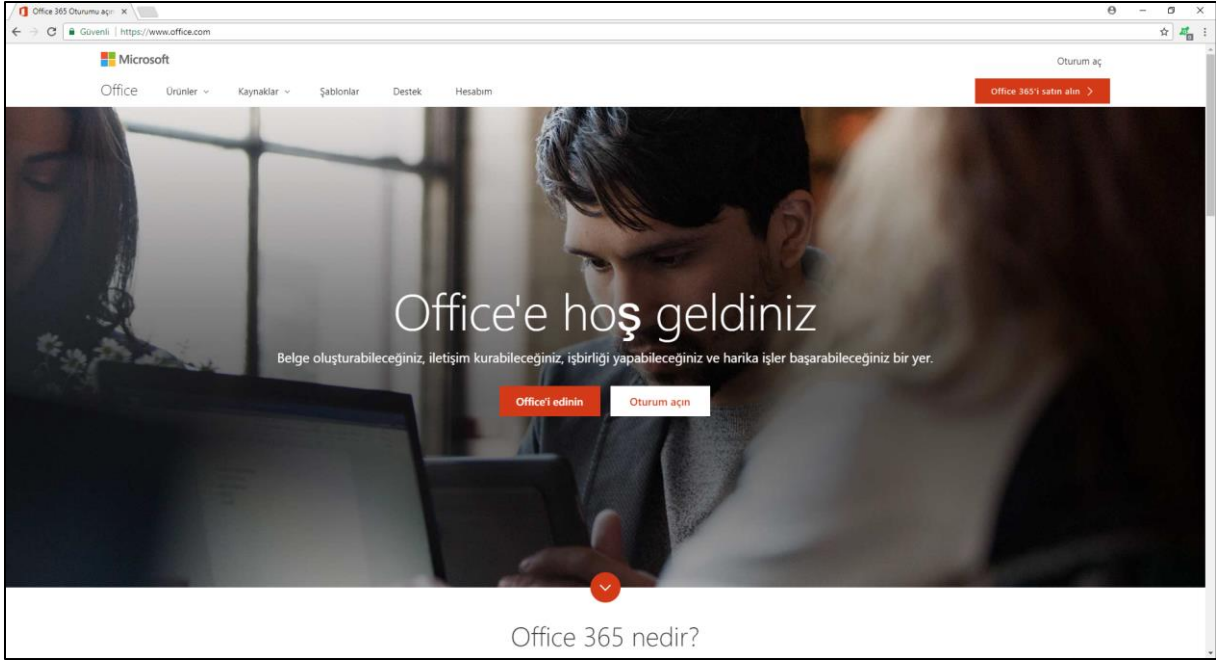 Office 365 Oturumu açın
Güvenli | https://www.office.com
Microsoft
Oturum aç
Office Ürünler Kaynaklar Şablonlar Destek Hesabım
Office 365'i satın alın
Office'e hoş geldiniz
Belge oluşturabileceğiniz, iletişim kurabileceğiniz, işbirliği yapabileceğiniz ve harika işler başarabileceğiniz bir yer.
Office'i edinin Oturum açın
Office 365 nedir?